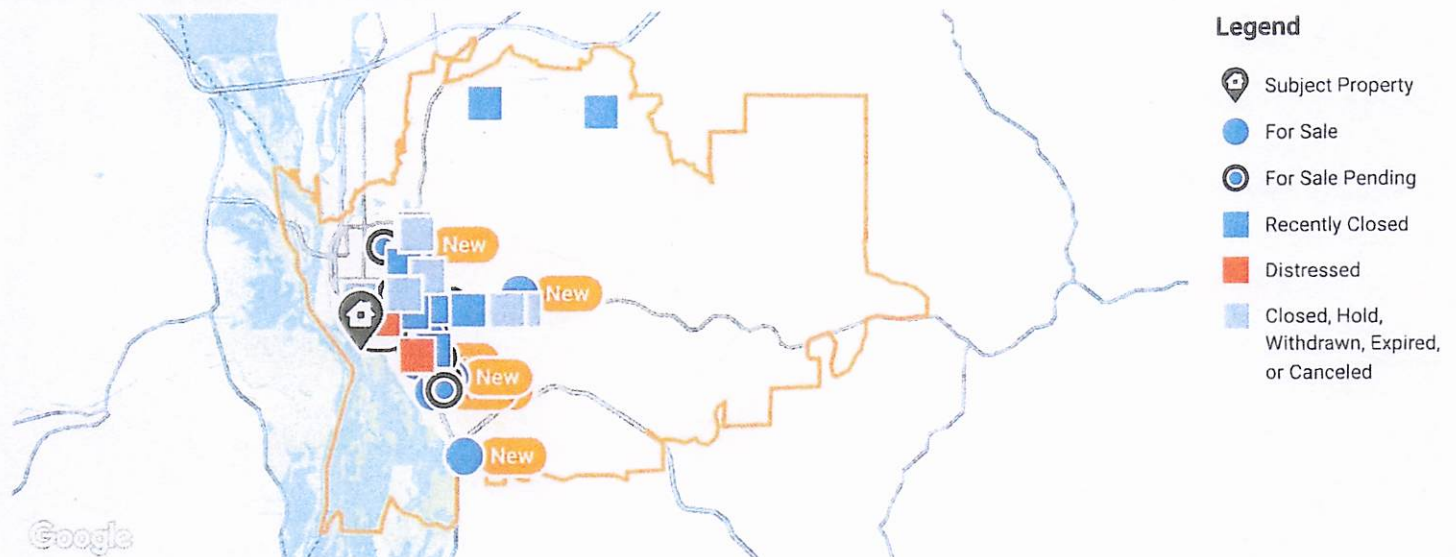 Legend
Subject Property
For Sale
For Sale Pending
Recently Closed
Distressed
Closed, Hold,
Withdrawn, Expired,
or Canceled
New
New
New
New
Google